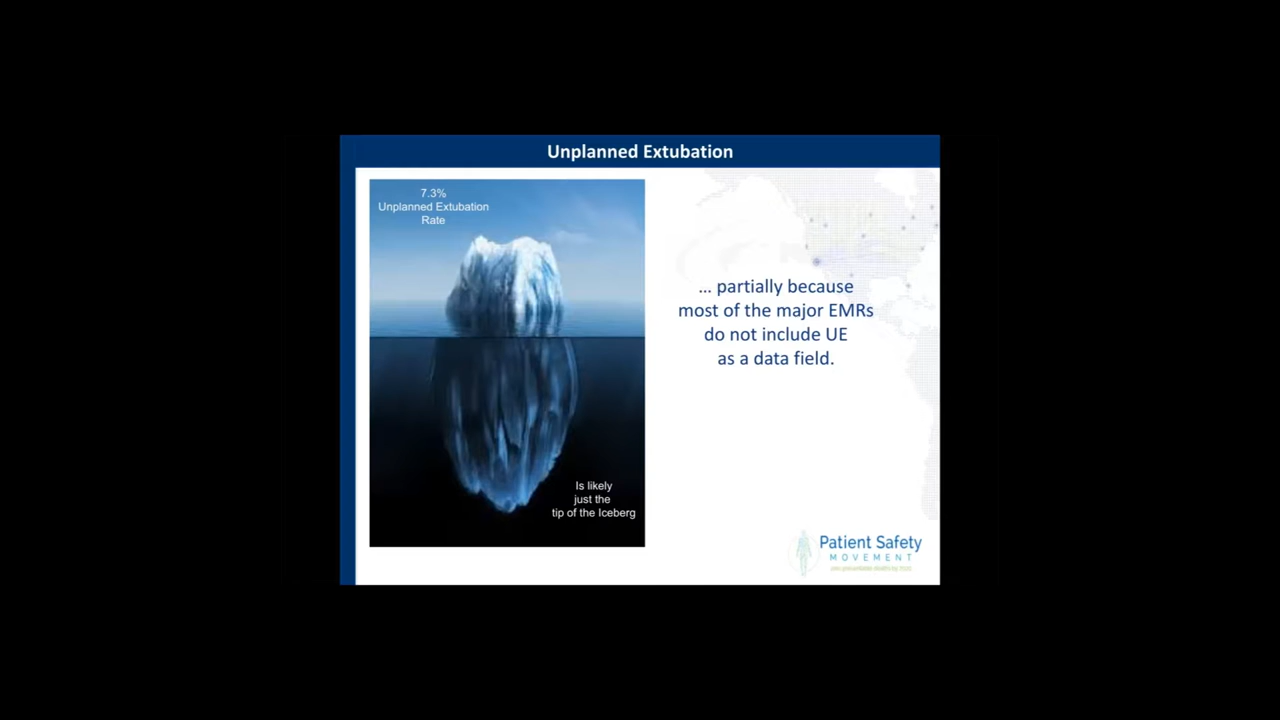 Unplanned Extubation
7.3%
Unplanned Extubation
Rate
Is likely
just the
tip of the Iceberg
... partially because
most of the major EMRs
do not include UE
as a data field.
Patient Safety
MOVEMENT